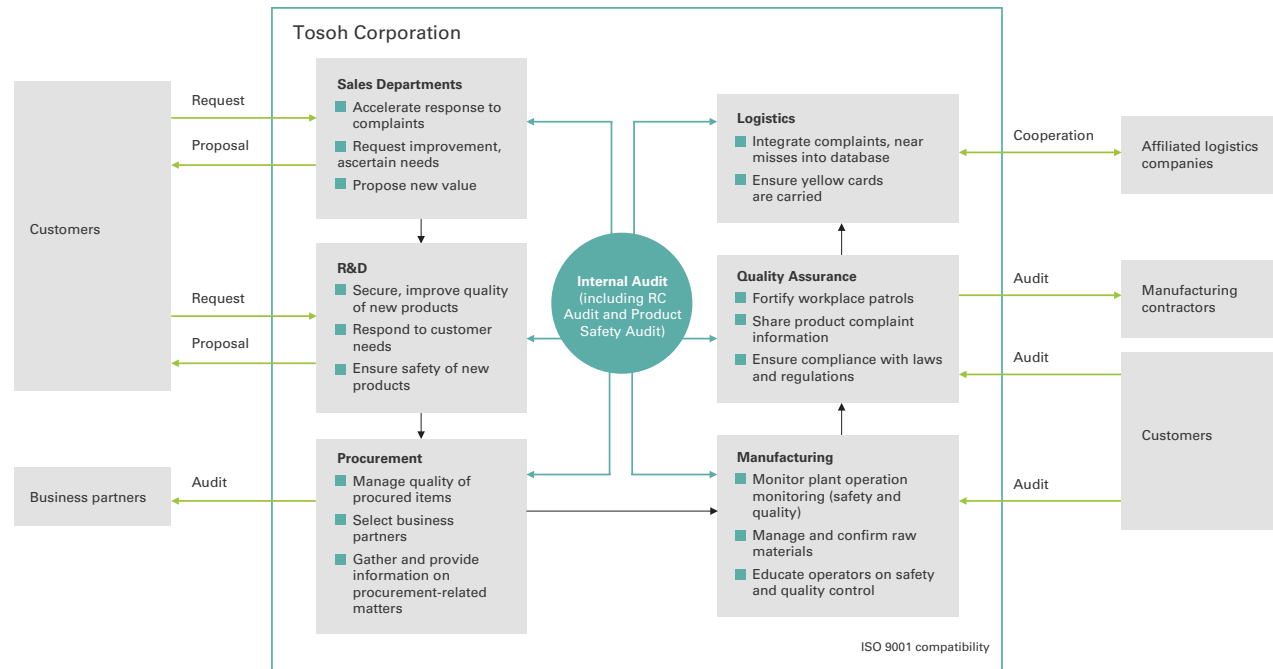 Tosoh Corporation
Customers
Request
Proposal
Request
Proposal
Business partners
Audit
Sales Departments
Accelerate response to
complaints
Request improvement,
ascertain needs
Propose new value
R&D
Secure, improve quality
of new products
Respond to customer
needs
Ensure safety of new
products
Procurement
Manage quality of
procured items
Select business
partners
Gather and provide
information on
procurement-related
matters
Internal Audit
(including RC
Audit and Product
Safety Audit)
Logistics
Integrate complaints, near
misses into database
Ensure yellow cards
are carried
Quality Assurance
Fortify workplace patrols
Share product complaint
information
Ensure compliance with laws
and regulations
Manufacturing
Monitor plant operation
monitoring (safety and
quality)
Manage and confirm raw
materials
Educate operators on safety
and quality control
Cooperation
Affiliated logistics
companies
Audit
Manufacturing
contractors
Audit
Customers
Audit
ISO 9001 compatibility